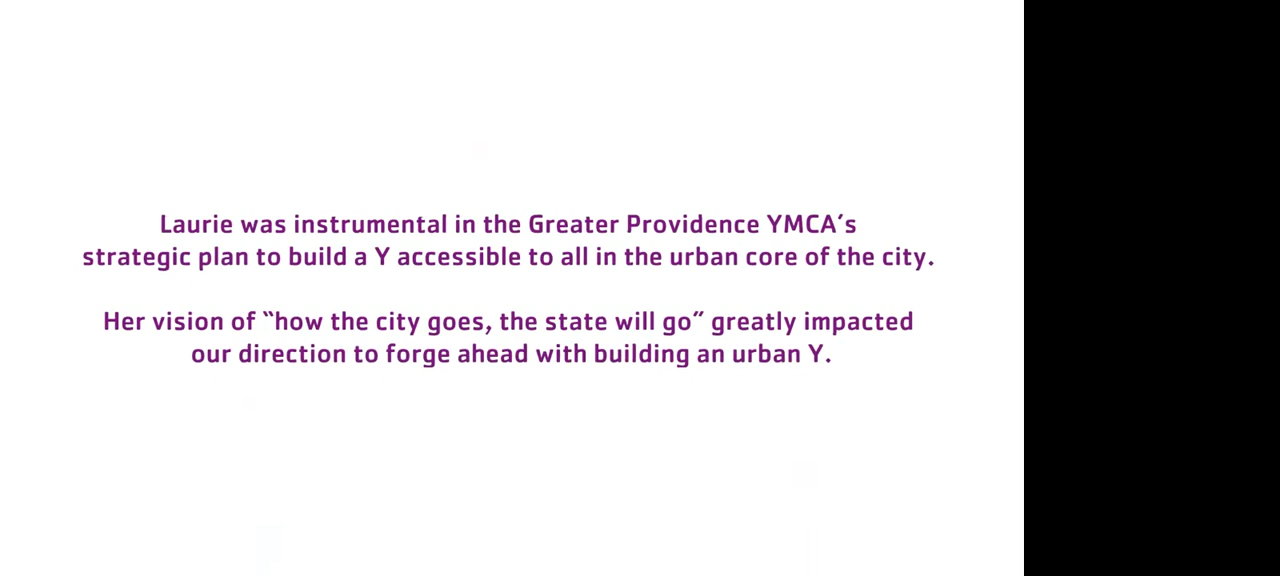 Laurie was instrumental in the Greater Providence YMCA's
strategic plan to build a Y accessible to all in the urban core of the city.
Her vision of "how the city goes, the state will go" greatly impacted
our direction to forge ahead with building an urban Y.